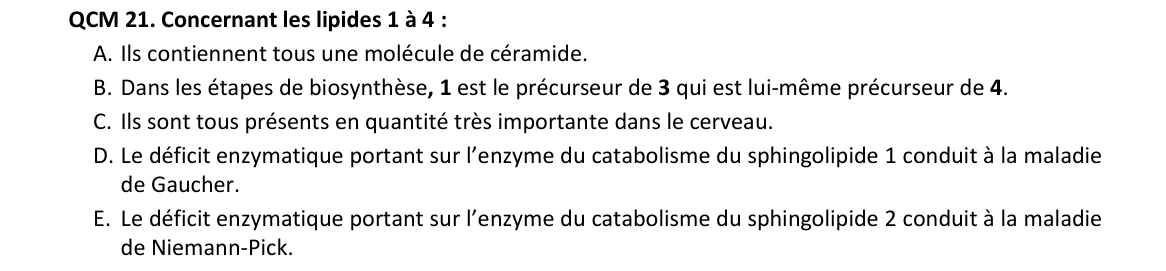 QCM 21. Concernant les lipides 1 à 4 :
A. Ils contiennent tous une molécule de céramide.
B. Dans les étapes de biosynthèse, 1 est le précurseur de 3 qui est lui-même précurseur de 4.
C. Ils sont tous présents en quantité très importante dans le cerveau.
D. Le déficit enzymatique portant sur l’enzyme du catabolisme du sphingolipide 1 conduit à la maladie
de Gaucher.
E. Le déficit enzymatique portant sur l’enzyme du catabolisme du sphingolipide 2 conduit à la maladie
de Niemann-Pick.